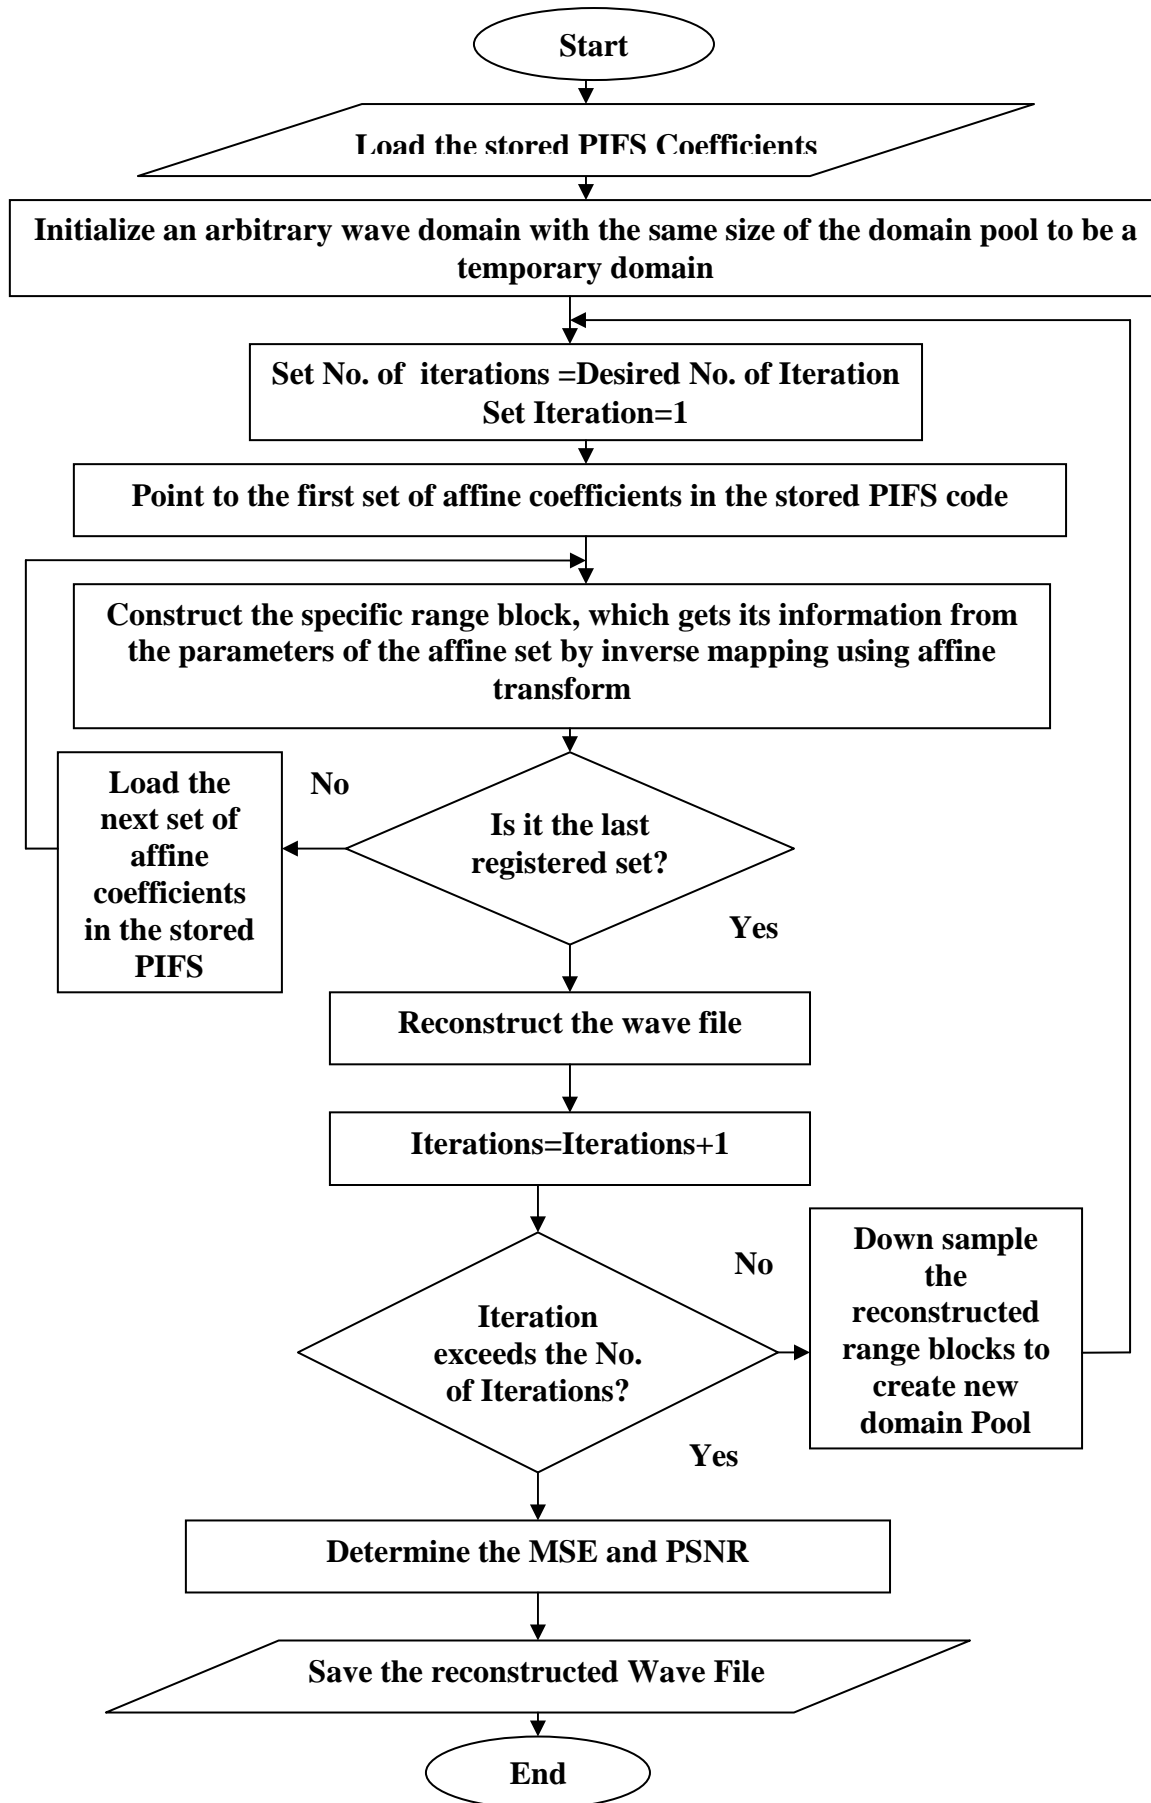 Start
Load the stored PIFS Coefficients
Initialize an arbitrary wave domain with the same size of the domain pool to be a
temporary domain
Set No. of iterations =Desired No. of Iteration
Set Iteration=1
Point to the first set of affine coefficients in the stored PIFS code
Construct the specific range block, which gets its information from
the parameters of the affine set by inverse mapping using affine
transform
Load the
next set of
affine
coefficients
in the stored
PIFS
No
Is it the last
registered set?
Yes
Reconstruct the wave file
Iterations=Iterations+1
Iteration
exceeds the No.
of Iterations?
No
Down sample
the
reconstructed
range blocks to
create new
domain Pool
Yes
Determine the MSE and PSNR
Save the reconstructed Wave File
End